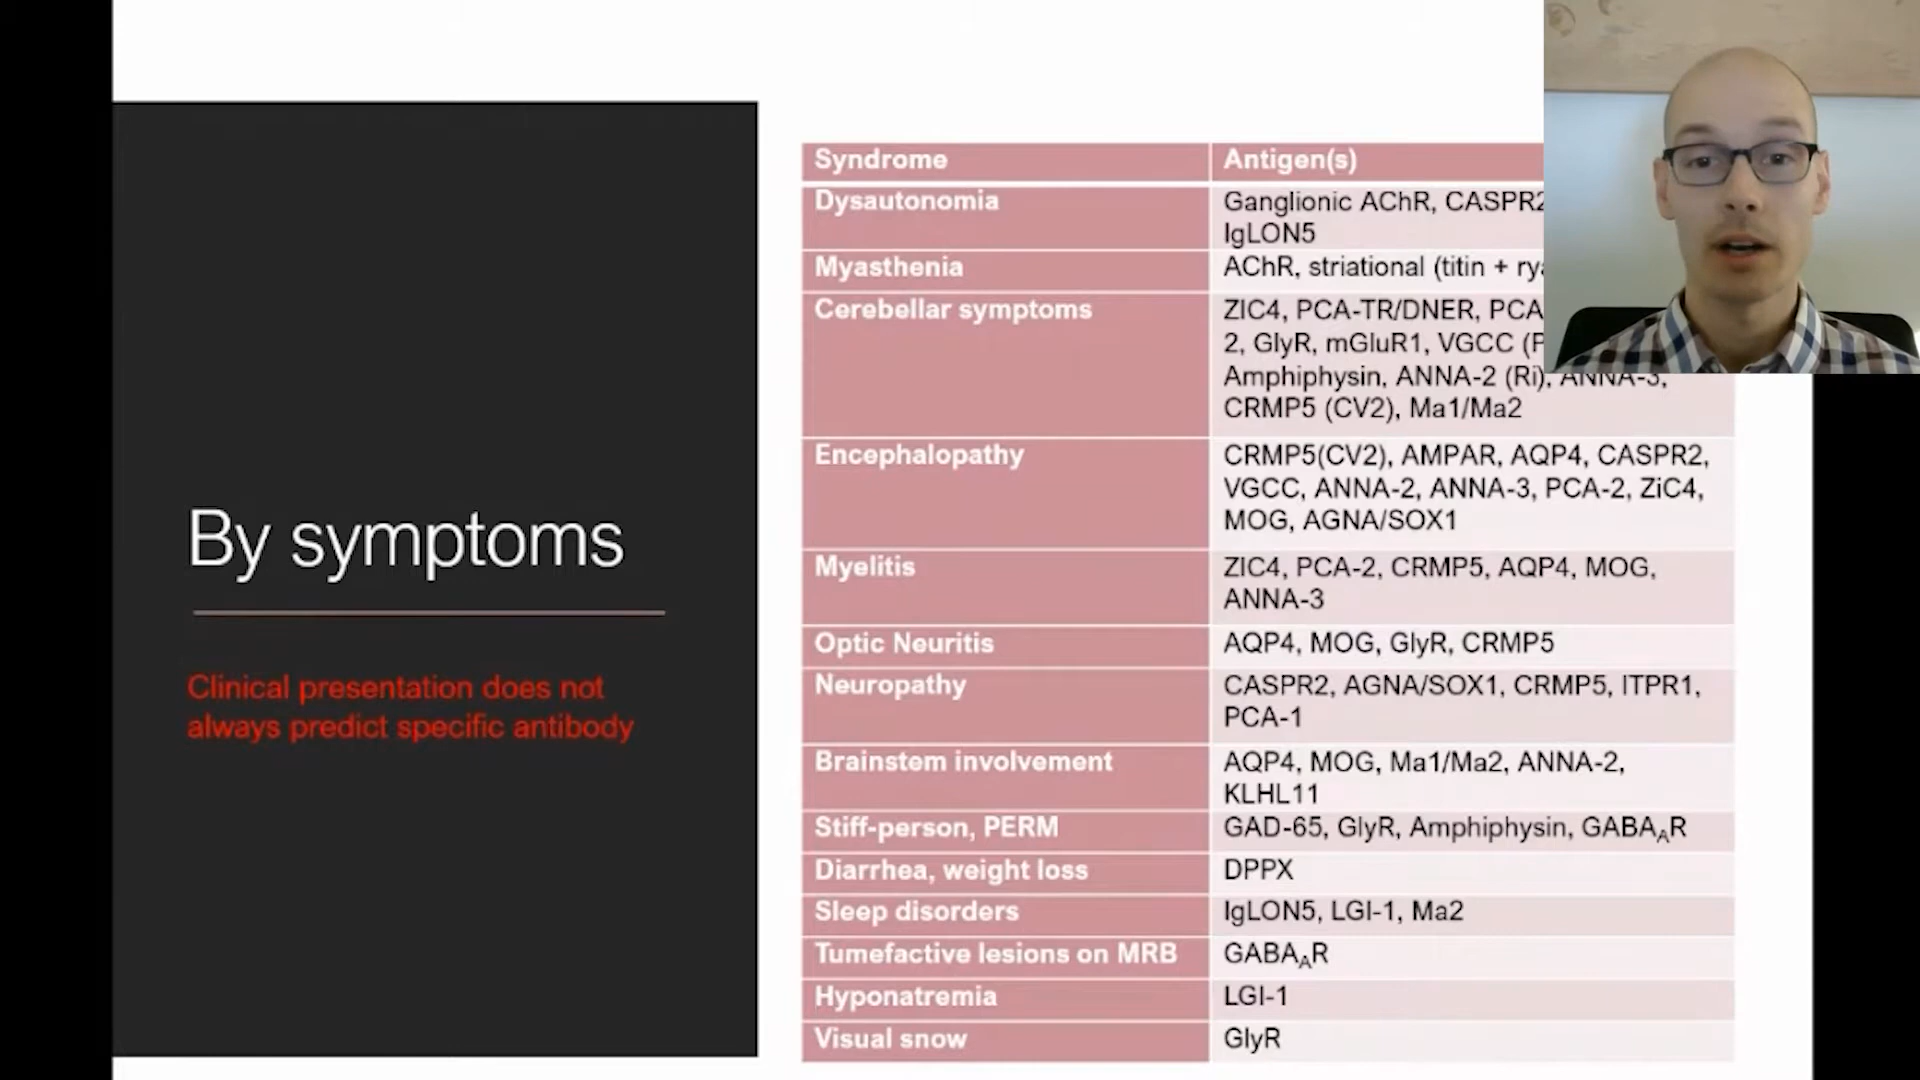 By symptoms
Clinical presentation does not
always predict specific antibody
Syndrome
Antigen(s)
Dysautonomia
Ganglionic AChR, CASPR2
IgLON5
Myasthenia
AChR, striational (titin +
Cerebellar symptoms
ZIC4, PCA-TR/DNER, PCA
2, GlyR, mGluR1, VGCC
Amphiphysin, ANNA-2 (Ri), ANNA-3,
CRMP5 (CV2), Ma1/Ma2
Encephalopathy
CRMP5(CV2), AMPAR, AQP4, CASPR2,
VGCC, ANNA-2, ANNA-3, PCA-2, ZiC4,
MOG, AGNA/SOX1
Myelitis
ZIC4, PCA-2, CRMP5, AQP4, MOG,
ANNA-3
Optic Neuritis
AQP4, MOG, GlyR, CRMP5
Neuropathy
CASPR2, AGNA/SOX1, CRMP5, ITPR1,
PCA-1
Brainstem involvement
AQP4, MOG, Ma1/Ma2, ANNA-2,
KLHL11
Stiff-person, PERM
GAD-65, GlyR, Amphiphysin, GABAAR
Diarrhea, weight loss
DPPX
Sleep disorders
IgLON5, LGI-1, Ma2
Tumefactive lesions on MRB
GABAAR
Hyponatremia
LGI-1
Visual snow
GlyR